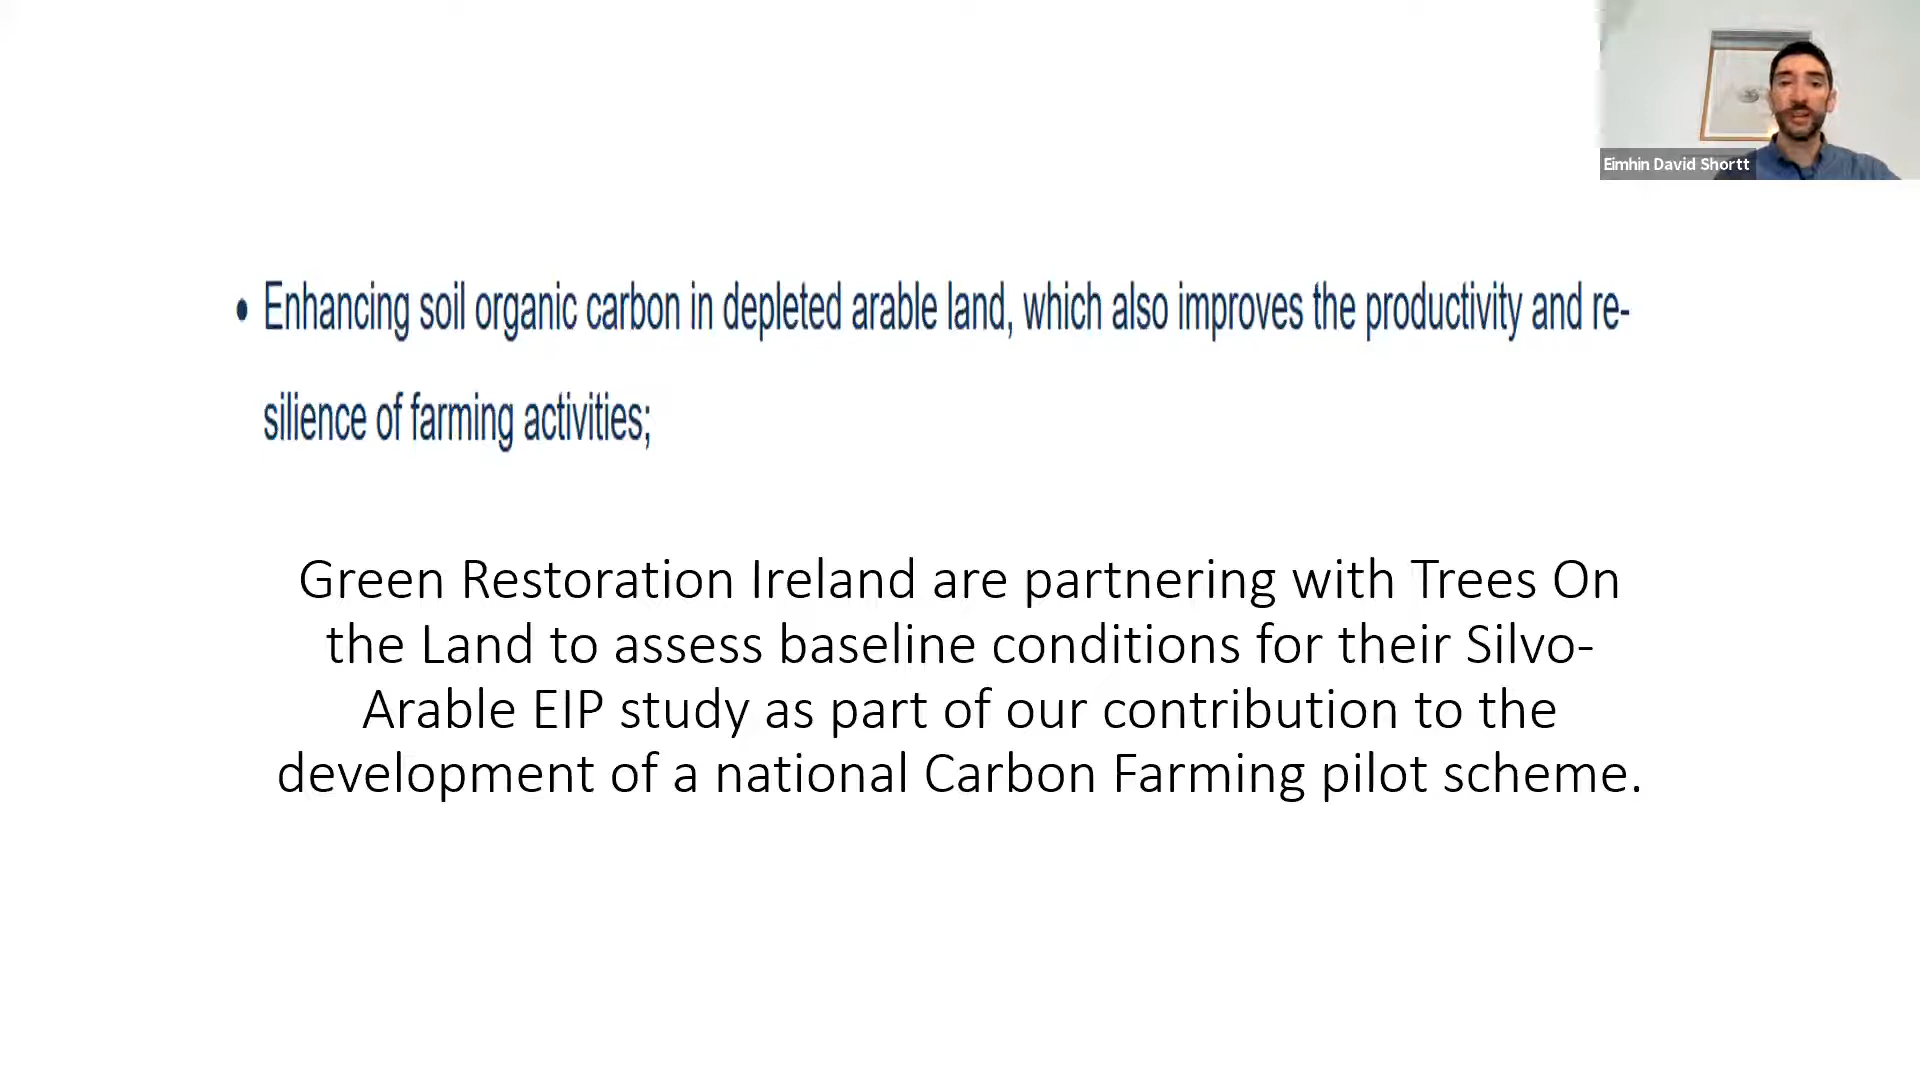 Eimhin David Shortt
• Enhancing soil organic carbon in depleted arable land, which also improves the productivity and re-
silience of farming activities;
Green Restoration Ireland are partnering with Trees On
the Land to assess baseline conditions for their Silvo-
Arable EIP study as part of our contribution to the
development of a national Carbon Farming pilot scheme.